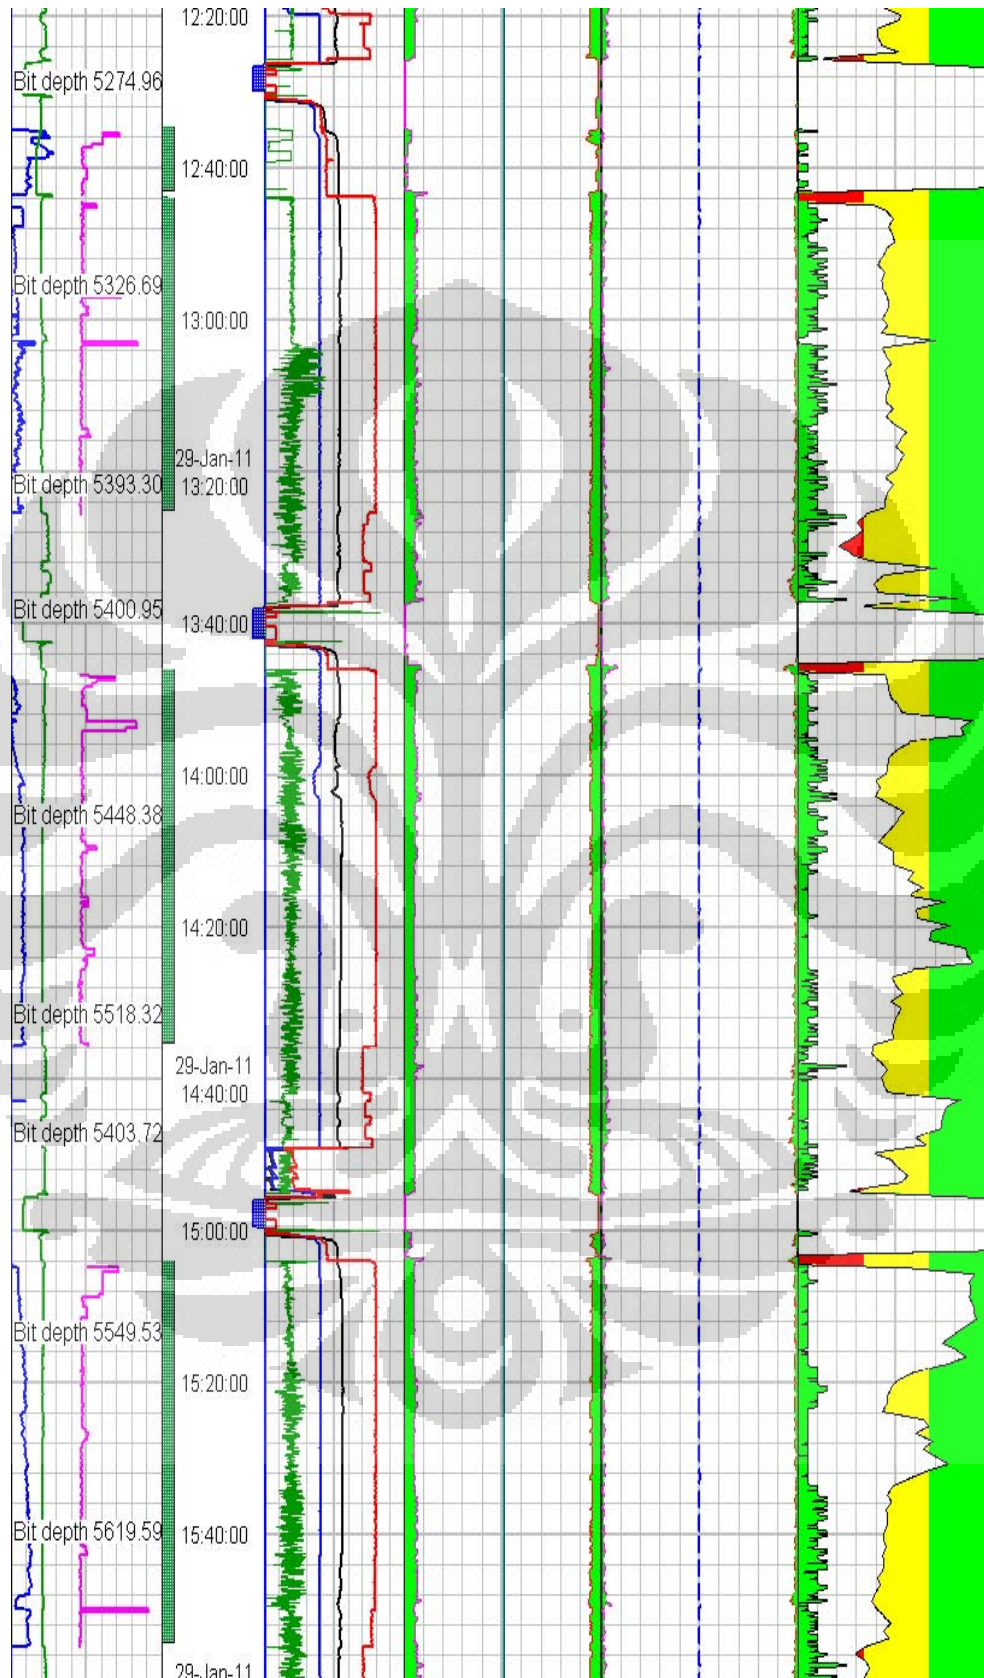 12:20:00
Bit depth 5274.96
12:40:00
Bit depth 5326.69
13:00:00
29-Jan-11
Bit depth 5393.30
13:20:00
Bit depth 5400.95
13:40:00
14:00:00
Bit depth 5448.38
14:20:00
Bit depth 5518.32
29-Jan-11
14:40:00
Bit depth 5403.72
15:00:00
Bit depth 5549.53
15:20:00
Bit depth 5619.59
15:40:00
29-Jan-11